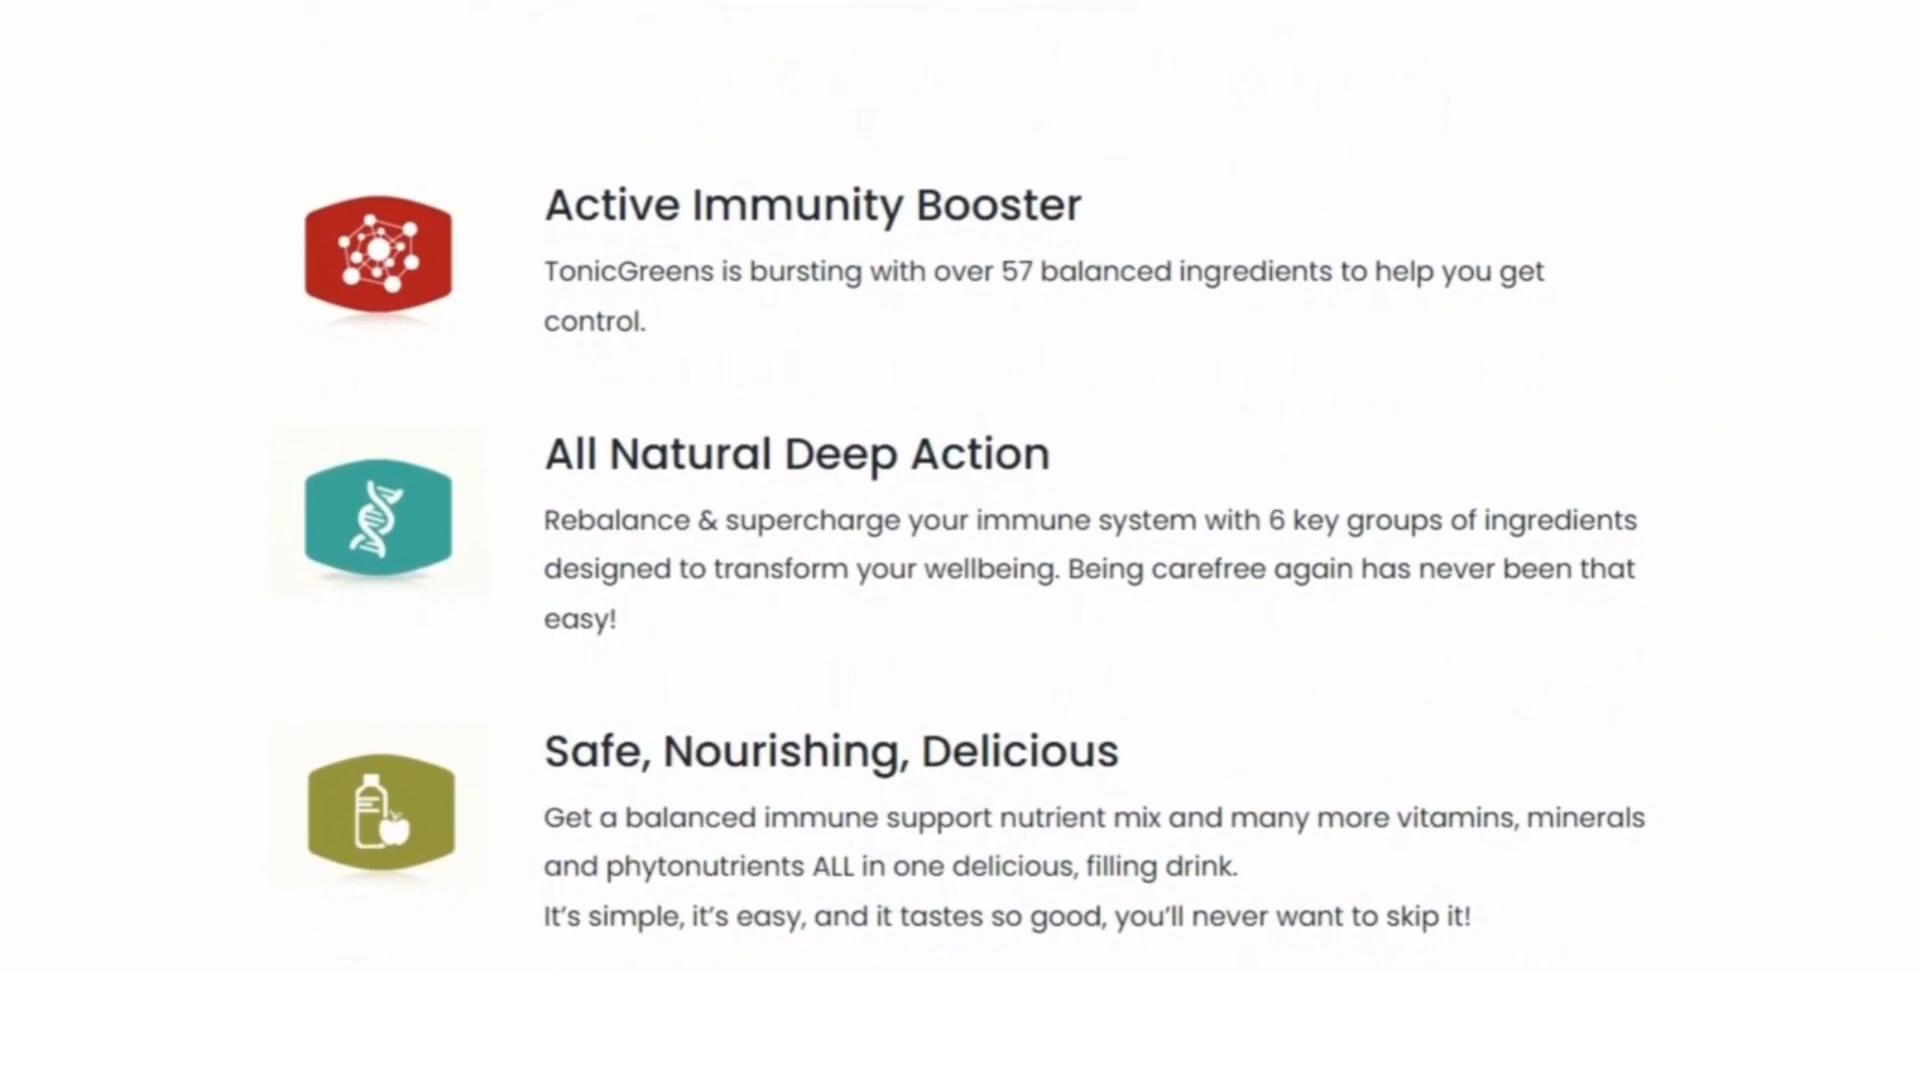 Active Immunity Booster
TonicGreens is bursting with over 57 balanced ingredients to help you get
control.
All Natural Deep Action
Rebalance & supercharge your immune system with 6 key groups of ingredients
designed to transform your wellbeing. Being carefree again has never been that
easy!
Safe, Nourishing, Delicious
Get a balanced immune support nutrient mix and many more vitamins, minerals
and phytonutrients ALL in one delicious, filling drink.
It’s simple, it’s easy, and it tastes so good, you’ll never want to skip it!